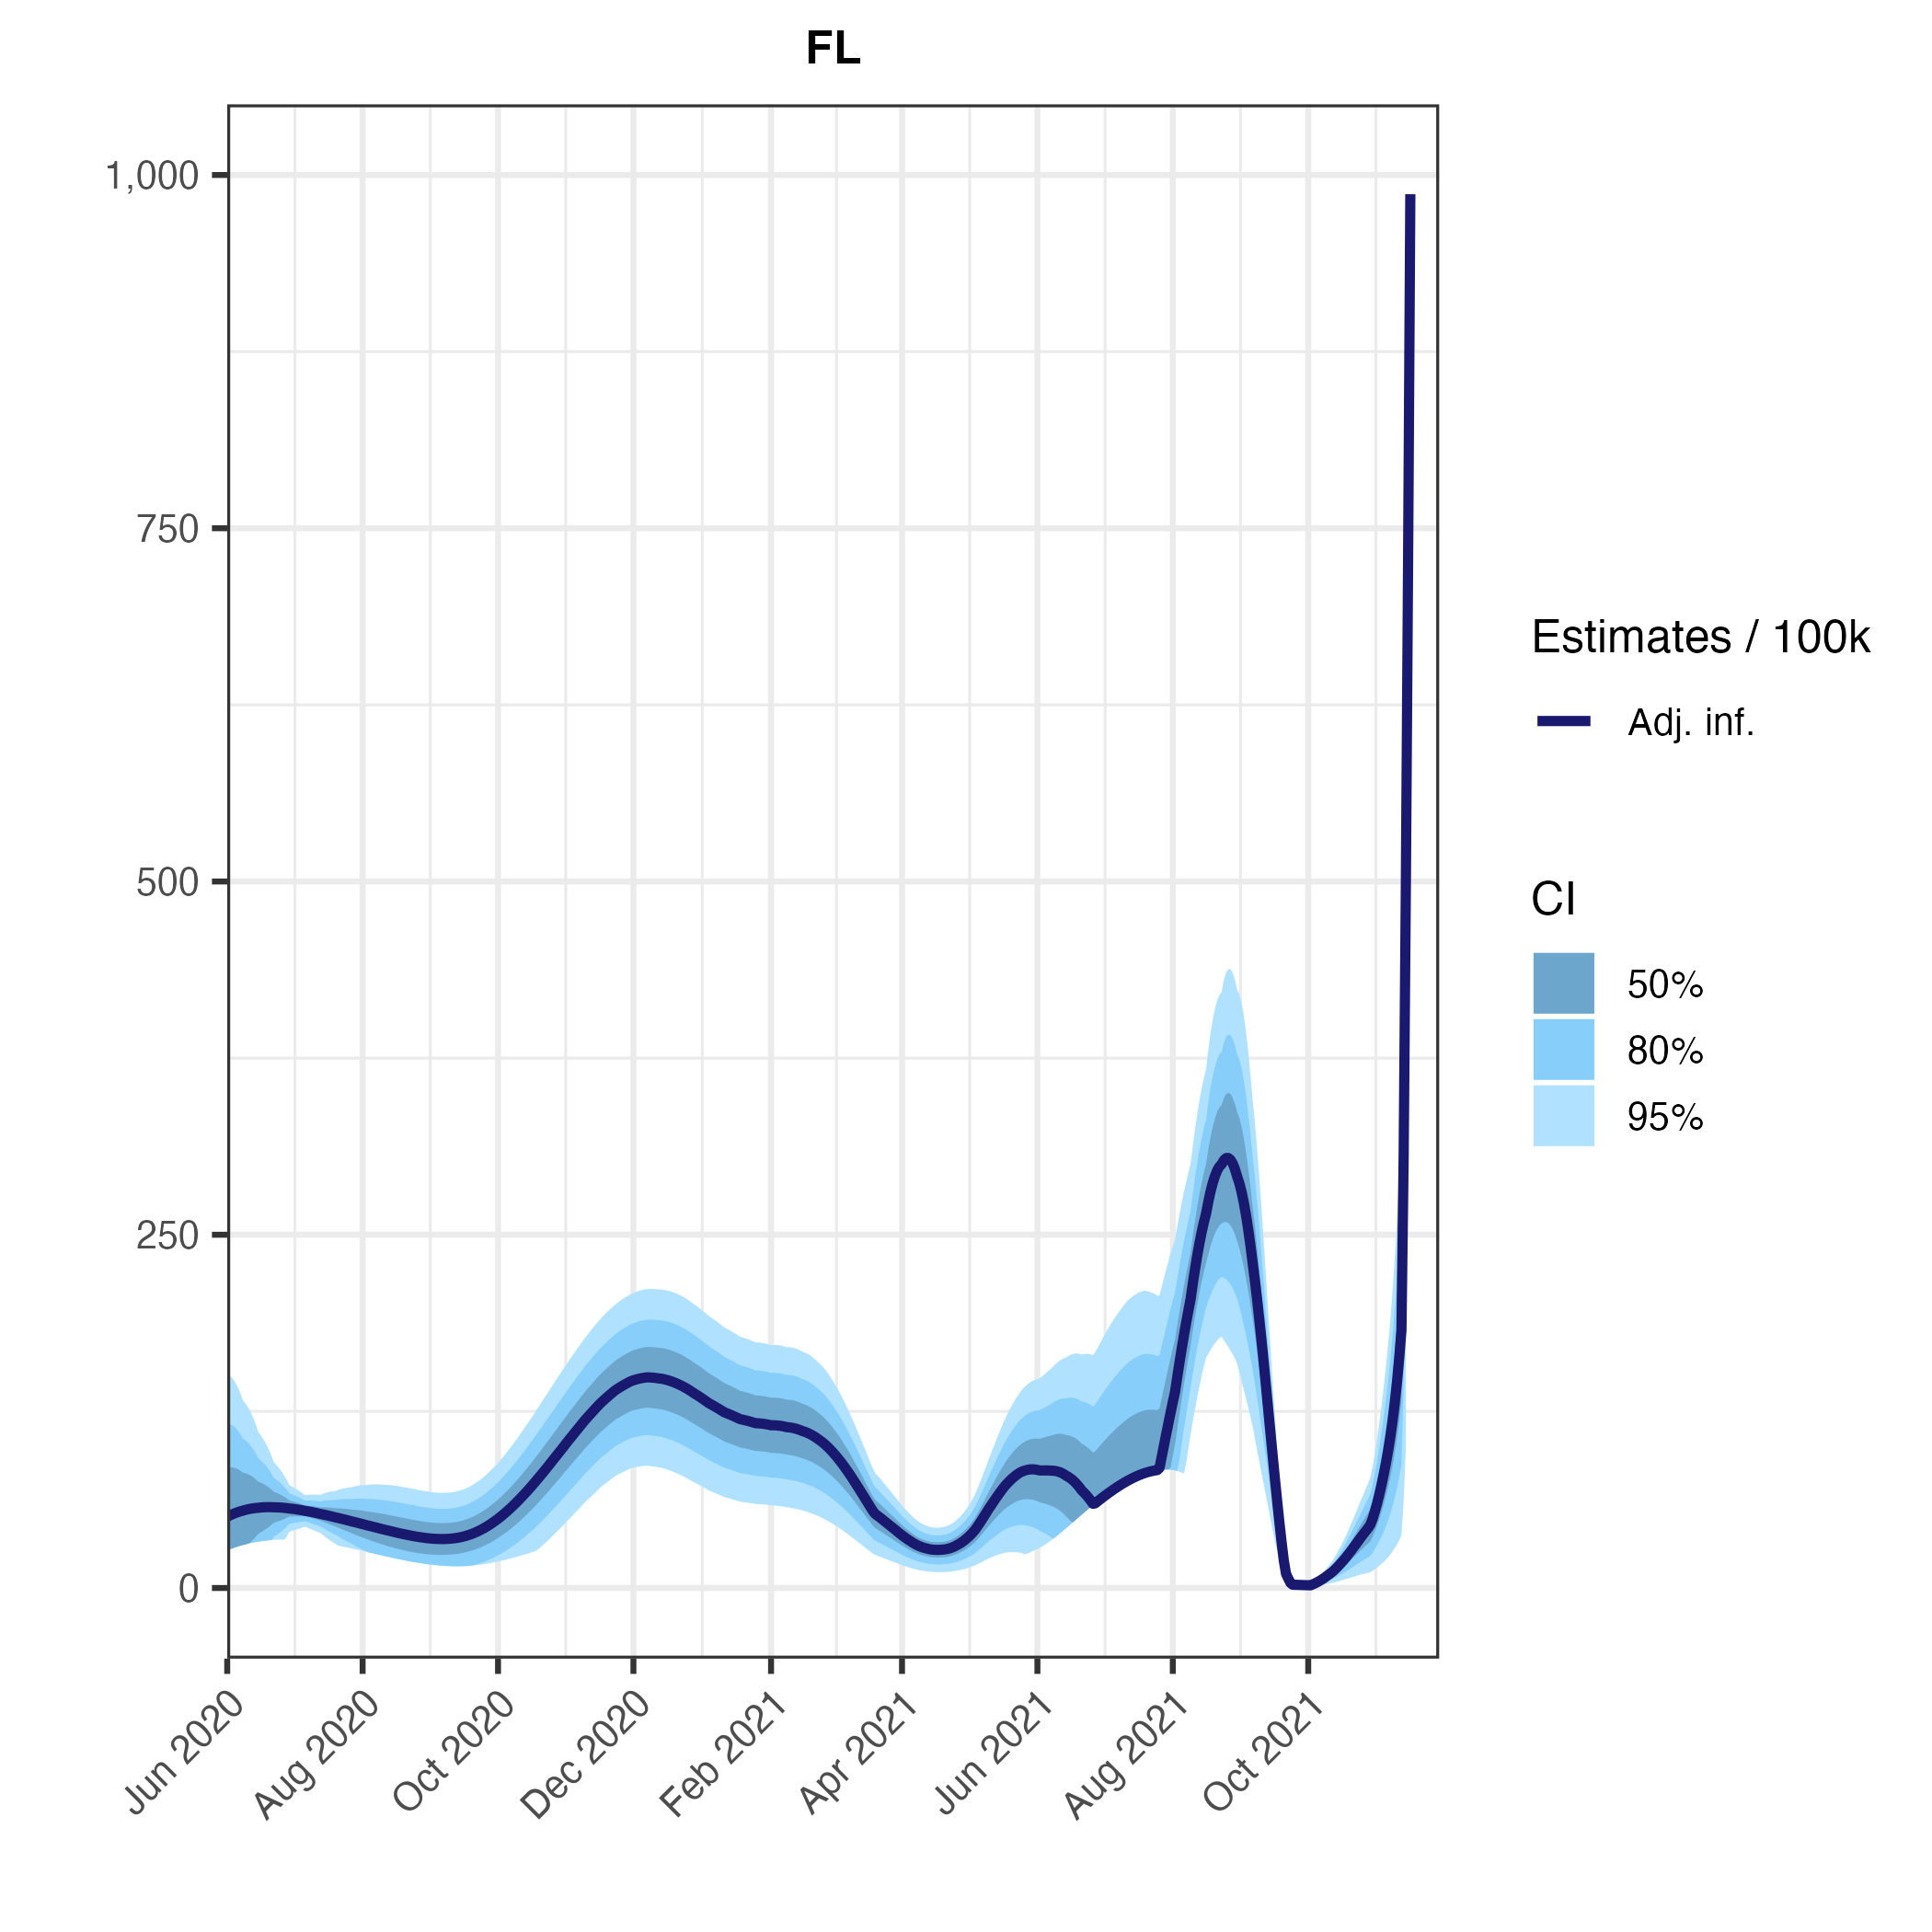 FL
1,000
750
500
250
0
Jun 2020
Aug 2020
Oct 2020
Dec 2020
Feb 2021
Apr 2021
Jun 2021
Aug 2021
Oct 2021
Estimates / 100k
Adj. inf.
CI
50%
80%
95%